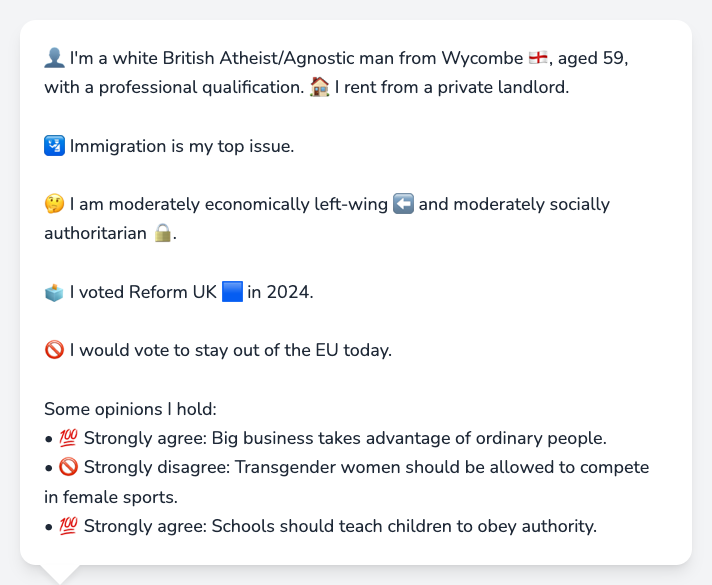 👤 I'm a white British Atheist/Agnostic man from Wycombe 🏴󠁧󠁢󠁥󠁮󠁧󠁿, aged 59,
with a professional qualification. 🏠 I rent from a private landlord.
🛂 Immigration is my top issue.
🤔 I am moderately economically left-wing ⬅️ and moderately socially
authoritarian 🔒.
🗳️ I voted Reform UK 🟦 in 2024.
🚫 I would vote to stay out of the EU today.
Some opinions I hold:
• 💯 Strongly agree: Big business takes advantage of ordinary people.
• 🚫 Strongly disagree: Transgender women should be allowed to compete
in female sports.
• 💯 Strongly agree: Schools should teach children to obey authority.